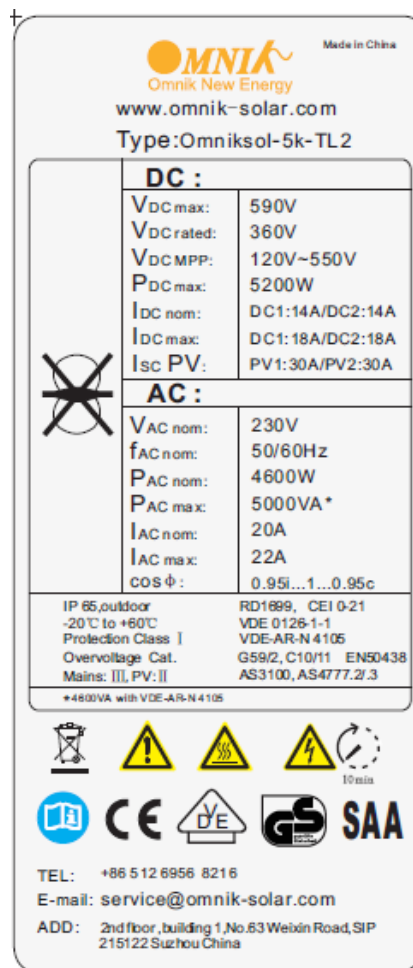 Made in China
OMNIK
Omnik New Energy
www.omnik-solar.com
Type:Omniksol-5k-TL2
DC :
VDC max: 590V
VDC rated: 360V
VDC MPP: 120V~550V
PDC max: 5200W
IDC nom: DC1:14A/DC2:14A
IDC max: DC1:18A/DC2:18A
ISC PV: PV1:30A/PV2:30A
AC :
VAC nom: 230V
fAC nom: 50/60Hz
PAC nom: 4600W
PAC max: 5000VA*
IAC nom: 20A
IAC max: 22A
cosϕ: 0.95i...1...0.95c
IP 65,outdoor RD1699, CEI 0-21
-20℃ to +60℃ VDE 0126-1-1
Protection Class Ⅰ VDE-AR-N 4105
Overvoltage Cat. G59/2, C10/11 EN50438
Mains: Ⅲ, PV:Ⅱ AS3100, AS4777.2/.3
*4600VA with VDE-AR-N 4105
10min
CE DVE GS SAA
TEL: +86 512 6956 8216
E-mail: service@omnik-solar.com
ADD: 2nd floor ,building 1,No.63 Weixin Road,SIP
215122 Suzhou China